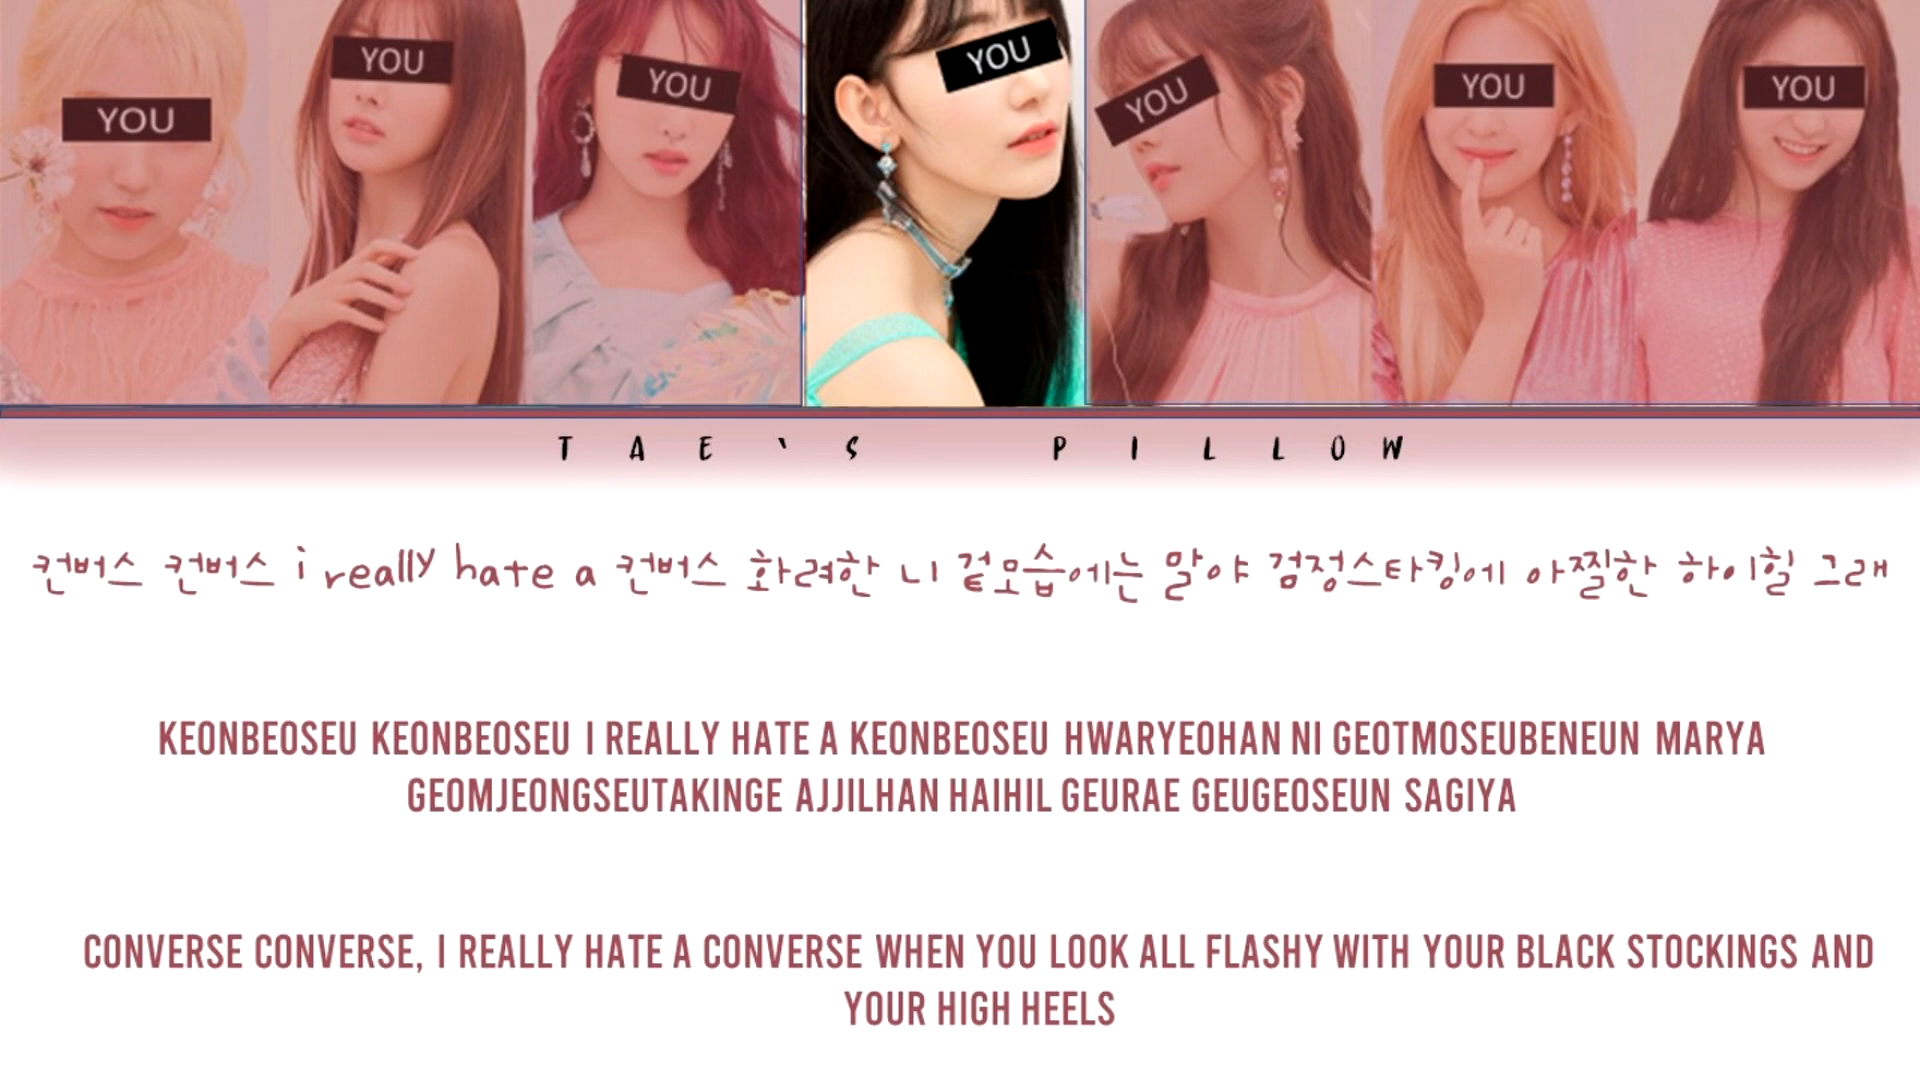 YOU
YOU
YOU
YOU
YOU
YOU
YOU
TAE'S PILLOW
컨버스 컨버스 i really hate a 컨버스 화려한 니 겉모습에는 말야 검정스타킹에 아찔한 하이힐 그래
KEONBEOSEU KEONBEOSEU I REALLY HATE A KEONBEOSEU HWARYEOHAN NI GEOTMOSEUBENEUN MARYA
GEOMJEONGSEUTAKINGE AJJILHAN HAIHIL GEURAE GEUGEOSEUN SAGIYA
CONVERSE CONVERSE, I REALLY HATE A CONVERSE WHEN YOU LOOK ALL FLASHY WITH YOUR BLACK STOCKINGS AND
YOUR HIGH HEELS